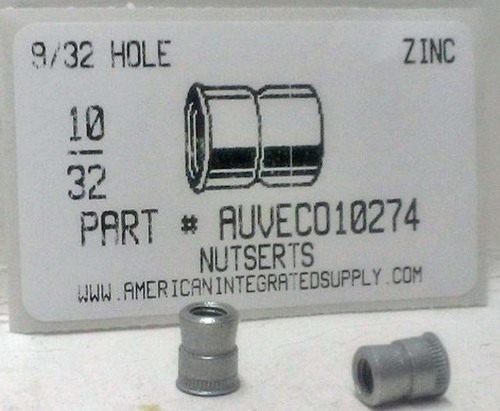 9/32 HOLE ZINC
10
32
PART # AUVECO10274
NUTSERTS
WWW.AMERICANINTEGRATEDSUPPLY.COM